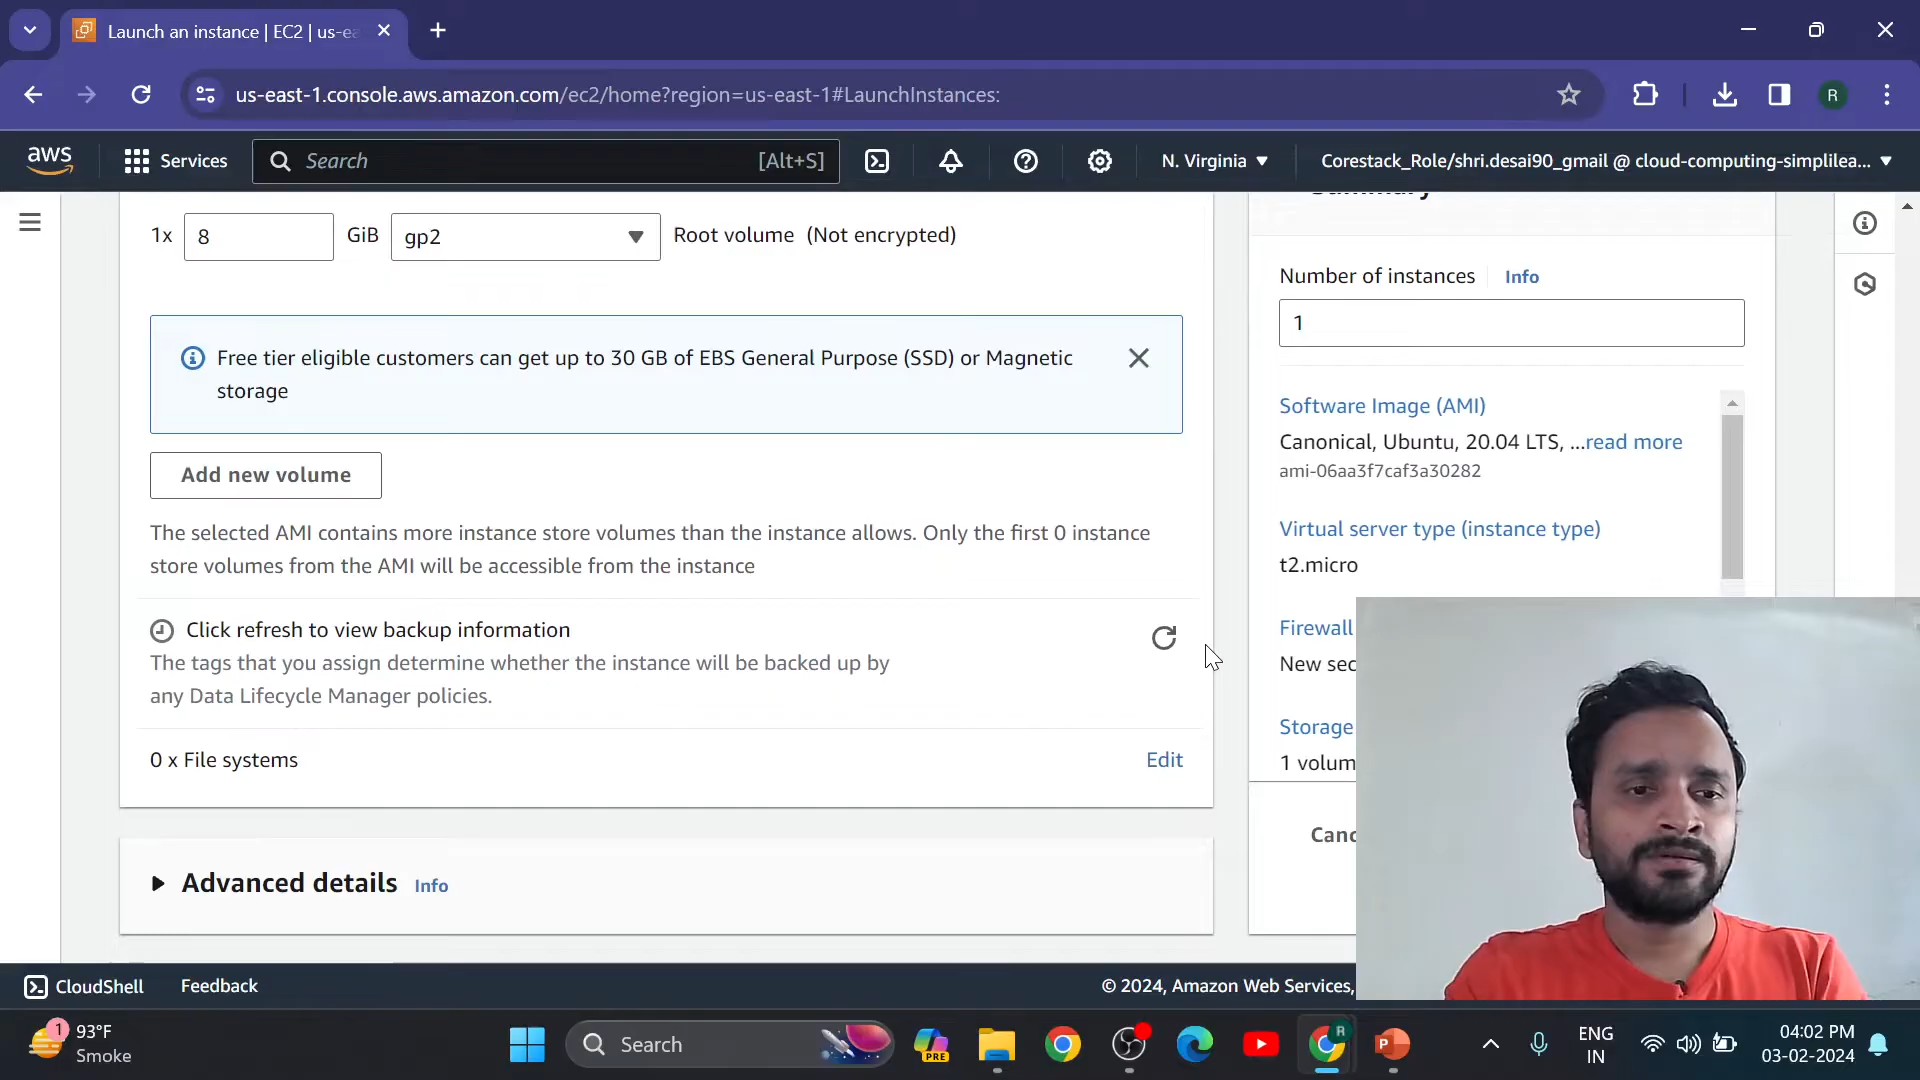 Launch an instance | EC2 | us-ea
us-east-1.console.aws.amazon.com/ec2/home?region=us-east-1#LaunchInstances:
R
aws
Services
Search
[Alt+S]
N. Virginia
Corestack_Role/shri.desai90_gmail @ cloud-computing-simplilea...
1x
8
GiB
gp2
Root volume (Not encrypted)
Free tier eligible customers can get up to 30 GB of EBS General Purpose (SSD) or Magnetic
storage
Add new volume
The selected AMI contains more instance store volumes than the instance allows. Only the first 0 instance
store volumes from the AMI will be accessible from the instance
Click refresh to view backup information
The tags that you assign determine whether the instance will be backed up by
any Data Lifecycle Manager policies.
0 x File systems
Edit
Advanced details Info
Summary
Number of instances Info
1
Software Image (AMI)
Canonical, Ubuntu, 20.04 LTS, ...read more
ami-06aa3f7caf3a30282
Virtual server type (instance type)
t2.micro
Firewall
New sec
Storage
1 volum
Canc
CloudShell
Feedback
© 2024, Amazon Web Services,
1
93°F
Smoke
Search
PRE
R
P
ENG
IN
04:02 PM
03-02-2024